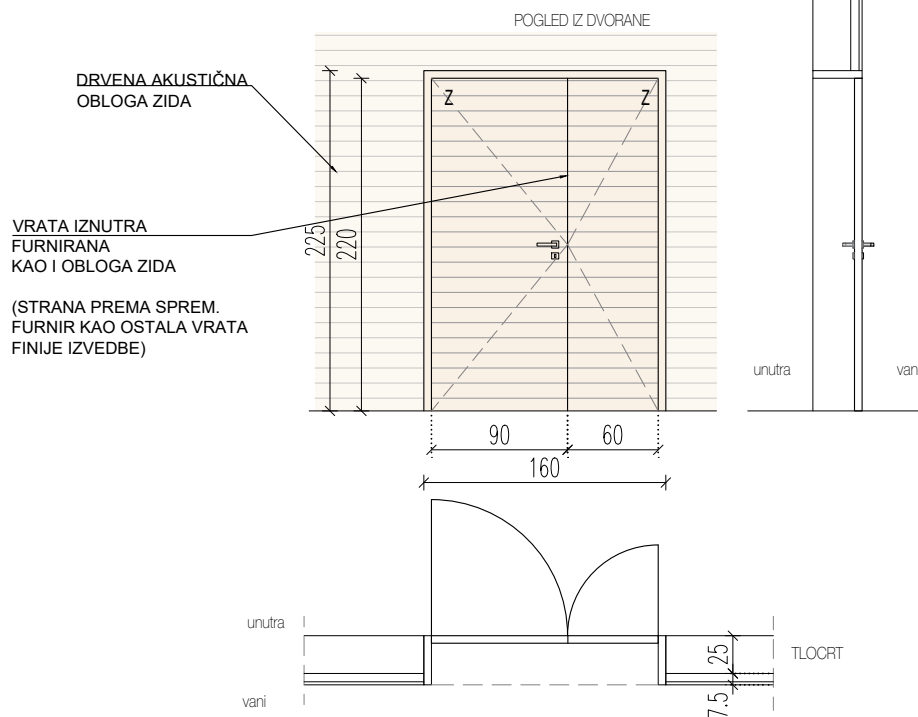 POGLED IZ DVORANE
DRVENA AKUSTIČNA
OBLOGA ZIDA
Z
Z
VRATA IZNUTRA
FURNIRANA
KAO I OBLOGA ZIDA
(STRANA PREMA SPREM.
FURNIR KAO OSTALA VRATA
FINIJE IZVEDBE)
225
220
unutra
van
90
60
160
unutra
25
TLOCRT
vani
7.5